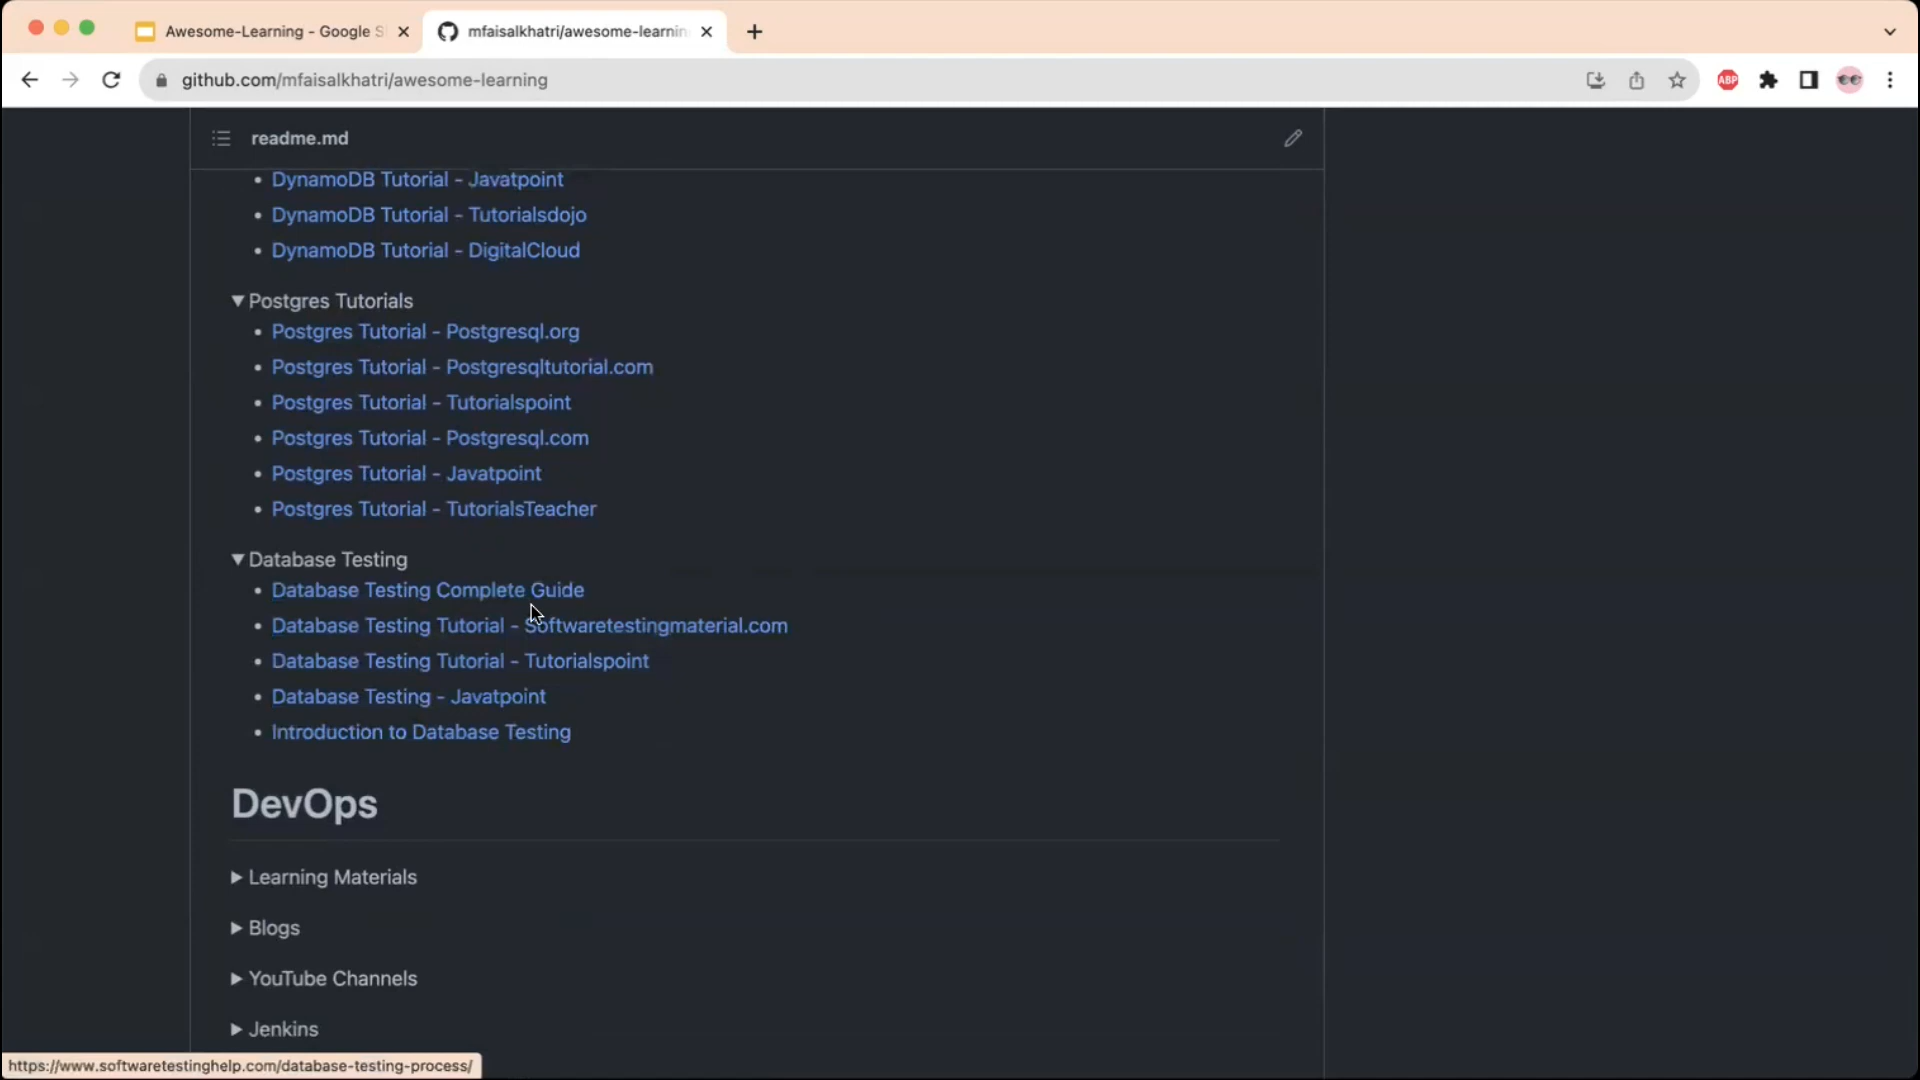 Awesome-Learning - Google S
mfaisalkhatri/awesome-learnin
github.com/mfaisalkhatri/awesome-learning
ABP
readme.md
DynamoDB Tutorial - Javatpoint
DynamoDB Tutorial - Tutorialsdojo
DynamoDB Tutorial - DigitalCloud
Postgres Tutorials
Postgres Tutorial - Postgresql.org
Postgres Tutorial - Postgresqltutorial.com
Postgres Tutorial - Tutorialspoint
Postgres Tutorial - Postgresql.com
Postgres Tutorial - Javatpoint
Postgres Tutorial - TutorialsTeacher
Database Testing
Database Testing Complete Guide
Database Testing Tutorial - Softwaretestingmaterial.com
Database Testing Tutorial - Tutorialspoint
Database Testing - Javatpoint
Introduction to Database Testing
DevOps
Learning Materials
Blogs
YouTube Channels
Jenkins
https://www.softwaretestinghelp.com/database-testing-process/